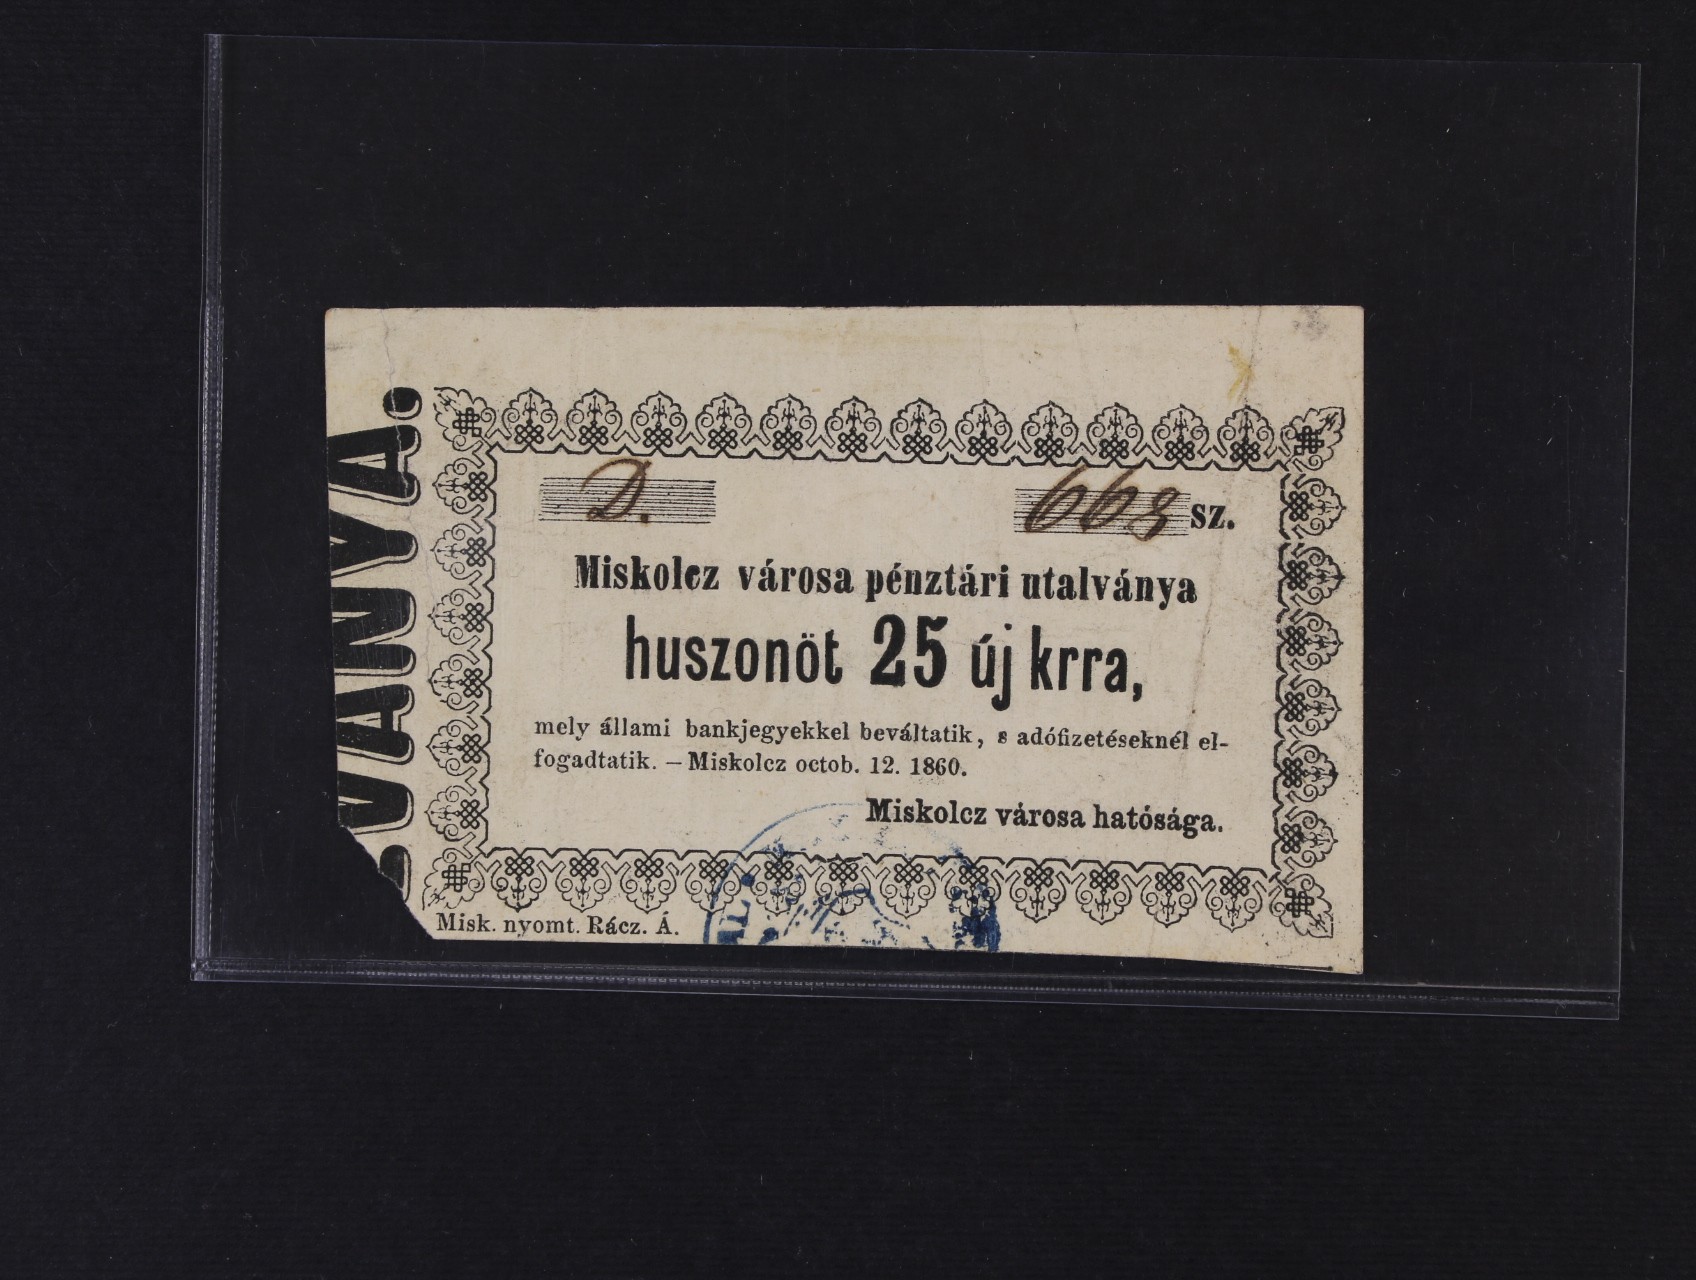 VÁNYA.
D.
668 sz.
Miskolcz városa pénztári utalványa
huszonöt 25 új krra,
mely állami bankjegyekkel beváltatik, s adófizetéseknél el-
fogadtatik. – Miskolcz octob. 12. 1860.
Miskolcz városa hatósága.
Misk. nyomt. Rácz. Á.